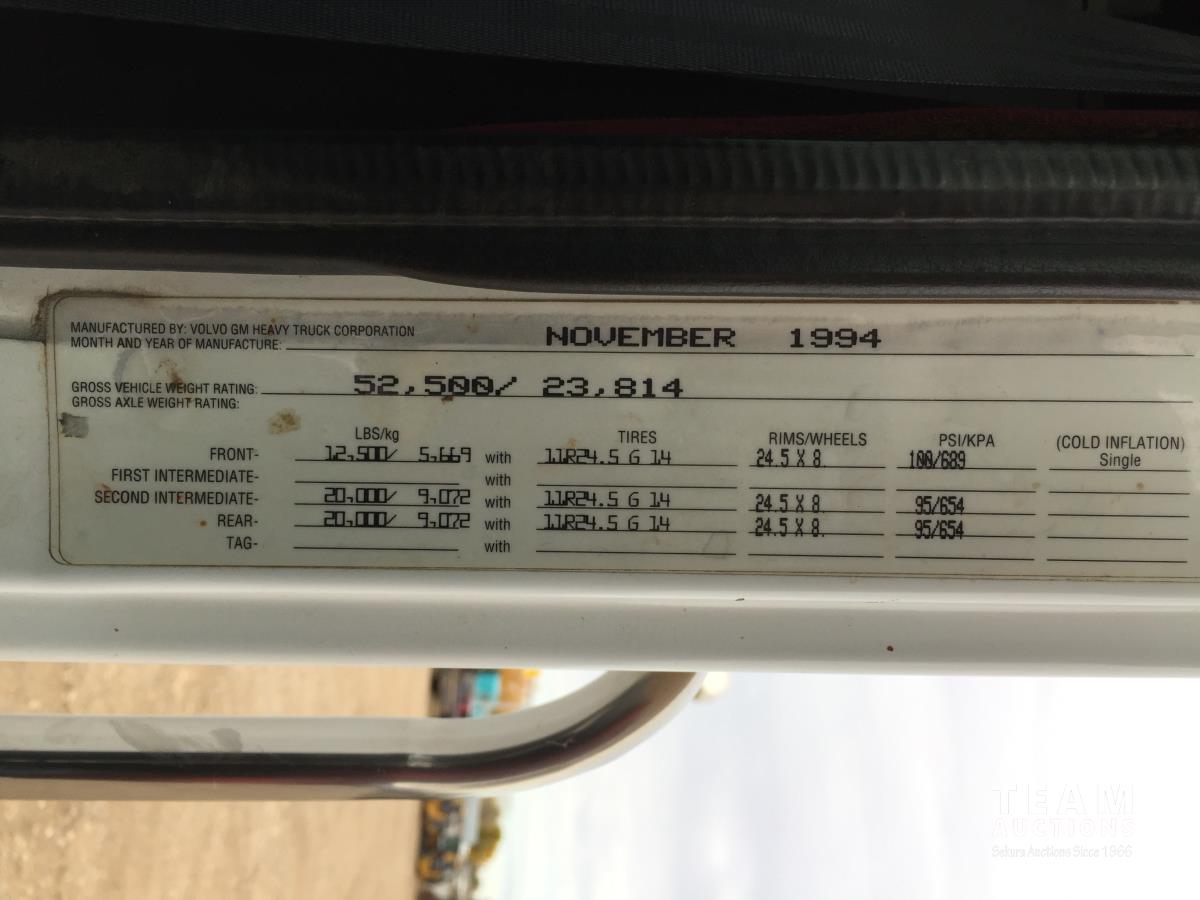 MANUFACTURED BY: VOLVO GM HEAVY TRUCK CORPORATION
MONTH AND YEAR OF MANUFACTURE: NOVEMBER 1994
GROSS VEHICLE WEIGHT RATING: 52,500/ 23,814
GROSS AXLE WEIGHT RATING:
LBS/kg TIRES RIMS/WHEELS PSI/KPA (COLD INFLATION)
FRONT- 12,500/ 5,669 with 11R24.5 G 14 24.5 X 8. 100/689 Single
FIRST INTERMEDIATE- with
SECOND INTERMEDIATE- 20,000/ 9,072 with 11R24.5 G 14 24.5 X 8. 95/654
REAR- 20,000/ 9,072 with 11R24.5 G 14 24.5 X 8. 95/654
TAG- with
TEAM
AUCTIONS
Sekura Auctions Since 1966